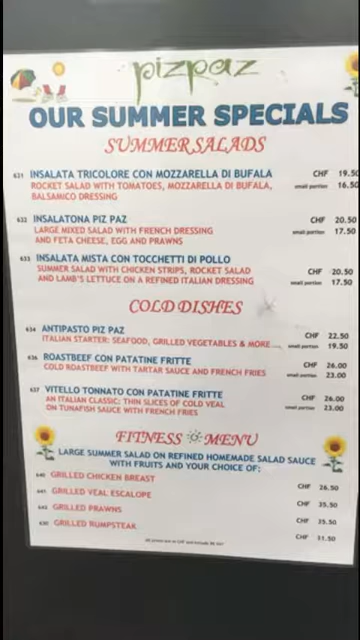 pizpaz
OUR SUMMER SPECIALS
SUMMER SALADS
631 INSALATA TRICOLORE CON MOZZARELLA DI BUFALA CHF 19.50
ROCKET SALAD WITH TOMATOES, MOZZARELLA DI BUFALA, small portion 16.50
BALSAMICO DRESSING
632 INSALATONA PIZ PAZ CHF 20.50
LARGE MIXED SALAD WITH FRENCH DRESSING small portion 17.50
AND FETA CHEESE, EGG AND PRAWNS
633 INSALATA MISTA CON TOCCHETTI DI POLLO
SUMMER SALAD WITH CHICKEN STRIPS, ROCKET SALAD CHF 20.50
AND LAMB'S LETTUCE ON A REFINED ITALIAN DRESSING small portion 17.50
COLD DISHES
634 ANTIPASTO PIZ PAZ CHF 22.50
ITALIAN STARTER: SEAFOOD, GRILLED VEGETABLES & MORE.... small portion 19.50
636 ROASTBEEF CON PATATINE FRITTE CHF 26.00
COLD ROASTBEEF WITH TARTAR SAUCE AND FRENCH FRIES small portion 23.00
637 VITELLO TONNATO CON PATATINE FRITTE CHF 26.00
AN ITALIAN CLASSIC: THIN SLICES OF COLD VEAL small portion 23.00
ON TUNAFISH SAUCE WITH FRENCH FRIES
FITNESS MENU
LARGE SUMMER SALAD ON REFINED HOMEMADE SALAD SAUCE
WITH FRUITS AND YOUR CHOICE OF:
640 GRILLED CHICKEN BREAST CHF 26.50
641 GRILLED VEAL ESCALOPE CHF 35.50
GRILLED PRAWNS CHF 25.50
GRILLED RUMPSTEAK CHF 31.50
All prices are in CHF and include